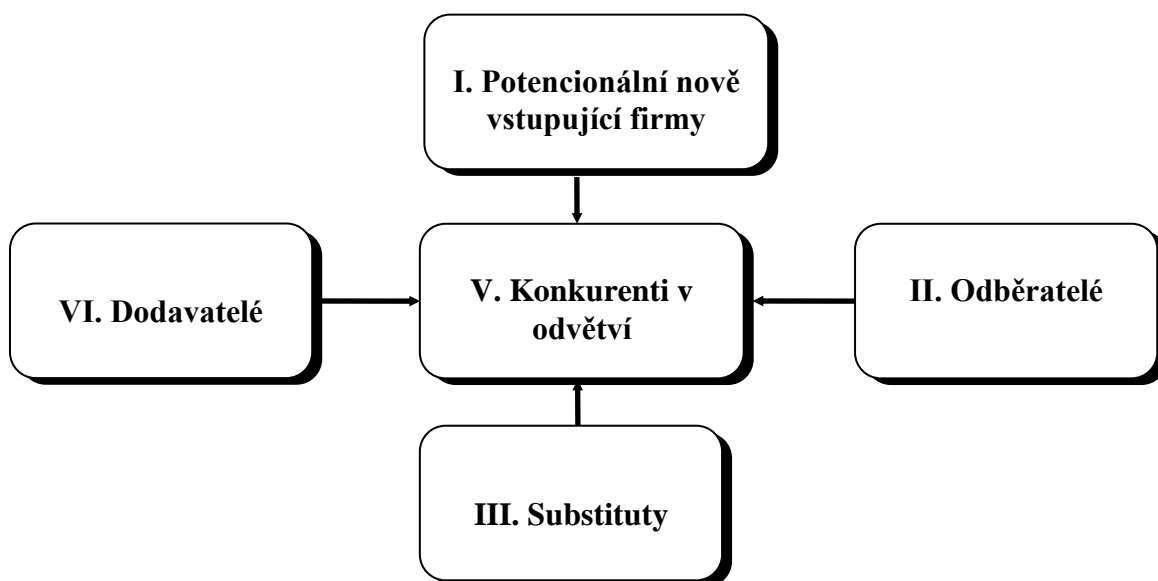 I. Potencionální nově
vstupující firmy
VI. Dodavatelé
V. Konkurenti v
odvětví
II. Odběratelé
III. Substituty